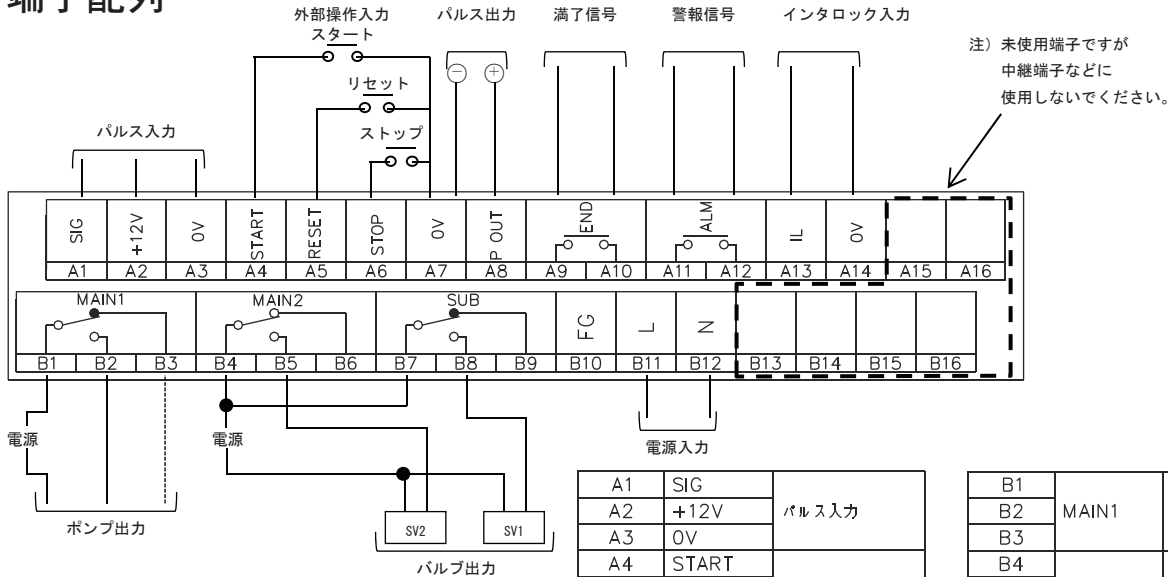 端子配列
外部操作入力
スタート
パルス出力
満了信号
警報信号
インタロック入力
注）未使用端子ですが
中継端子などに
使用しないでください。
リセット
ストップ
パルス入力
SIG +12V 0V START RESET STOP 0V P OUT END ALM IL 0V
A1 A2 A3 A4 A5 A6 A7 A8 A9 A10 A11 A12 A13 A14 A15 A16
MAIN1 MAIN2 SUB FG L N
B1 B2 B3 B4 B5 B6 B7 B8 B9 B10 B11 B12 B13 B14 B15 B16
電源
電源
電源入力
ポンプ出力
SV2
SV1
バルブ出力
A1 SIG パルス入力
A2 +12V
A3 0V
A4 START
B1 MAIN1
B2
B3
B4